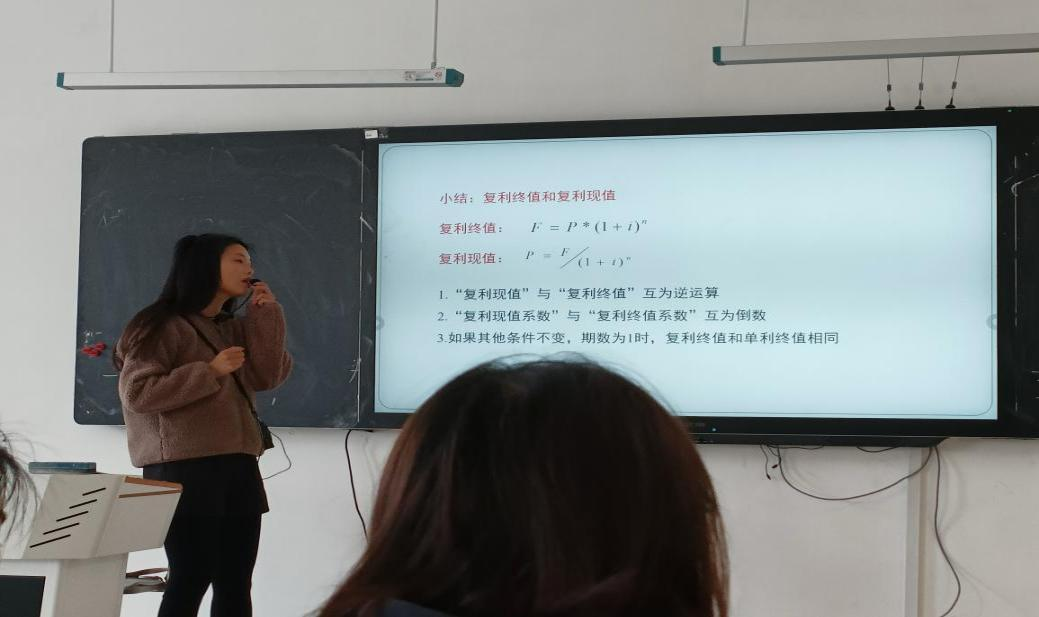 小结：复利终值和复利现值
复利终值： F = P * (1 + i)ⁿ
复利现值： P = F/(1 + i)ⁿ
1.“复利现值”与“复利终值”互为逆运算
2.“复利现值系数”与“复利终值系数”互为倒数
3.如果其他条件不变，期数为1时，复利终值和单利终值相同